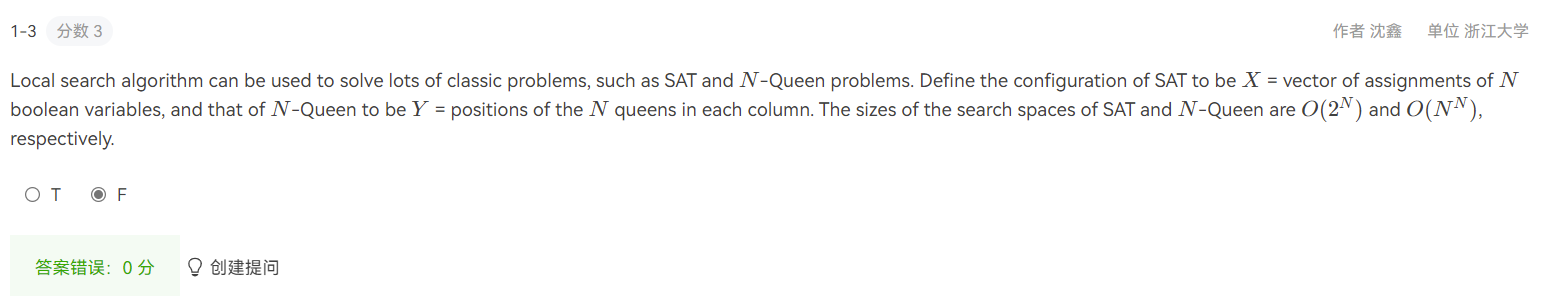 1-3 分数 3 作者 沈鑫 单位 浙江大学
Local search algorithm can be used to solve lots of classic problems, such as SAT and N-Queen problems. Define the configuration of SAT to be X = vector of assignments of N
boolean variables, and that of N-Queen to be Y = positions of the N queens in each column. The sizes of the search spaces of SAT and N-Queen are O(2^N) and O(N^N),
respectively.
T F
答案错误：0 分 创建提问